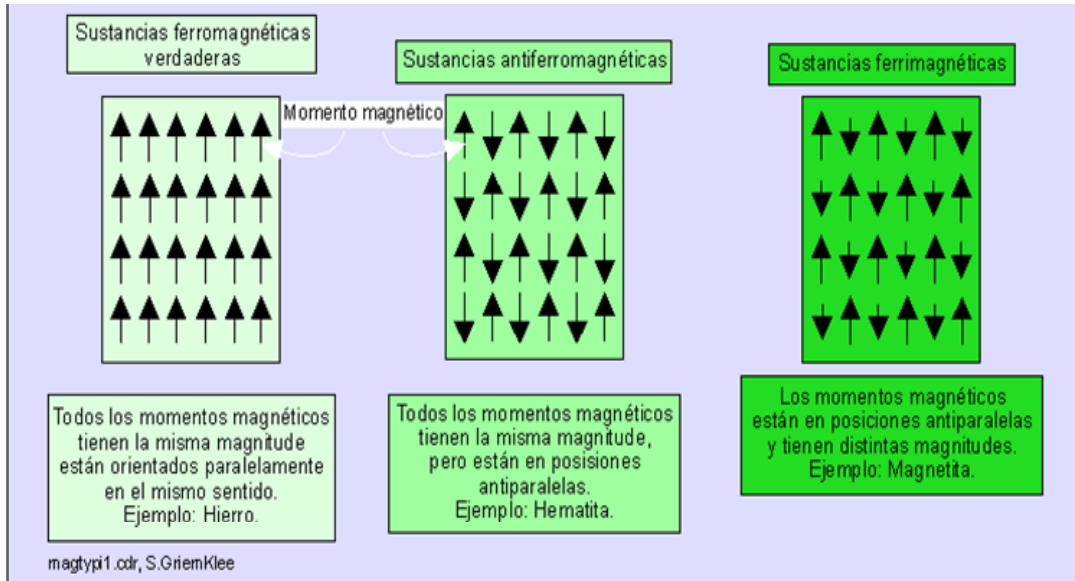 Sustancias ferromagnéticas
verdaderas
Sustancias antiferromagnéticas
Sustancias ferrimagnéticas
Momento magnético
Todos los momentos magnéticos
tienen la misma magnitude
están orientados paralelamente
en el mismo sentido.
Ejemplo: Hierro.
Todos los momentos magnéticos
tienen la misma magnitude,
pero están en posisiones
antiparalelas.
Ejemplo: Hematita.
Los momentos magnéticos
están en posiciones antiparalelas
y tienen distintas magnitudes.
Ejemplo: Magnetita.
magtypi1.cdr, S.GriemKlee